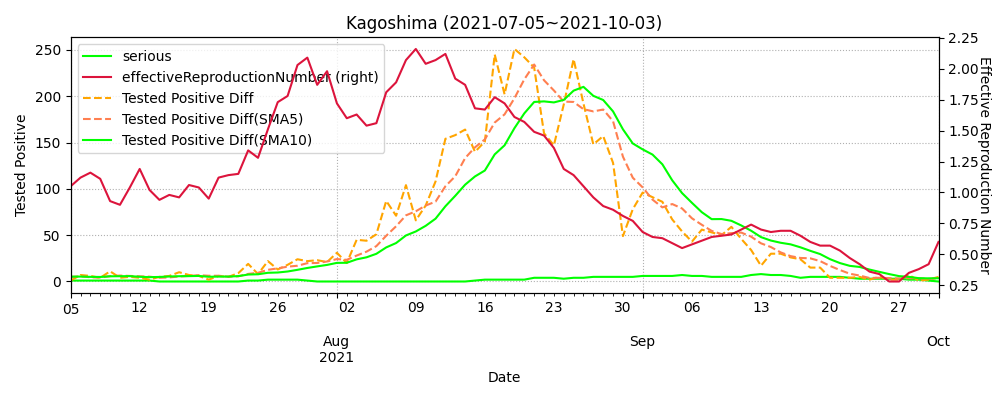 Kagoshima (2021-07-05~2021-10-03)
serious
effectiveReproductionNumber (right)
Tested Positive Diff
Tested Positive Diff(SMA5)
Tested Positive Diff(SMA10)
Tested Positive
250
200
150
100
50
0
2.25
2.00
1.75
1.50
1.25
1.00
0.75
0.50
0.25
Effective Reproduction Number
05 12 19 26 02 09 16 23 30 06 13 20 27
Aug Sep Oct
2021
Date